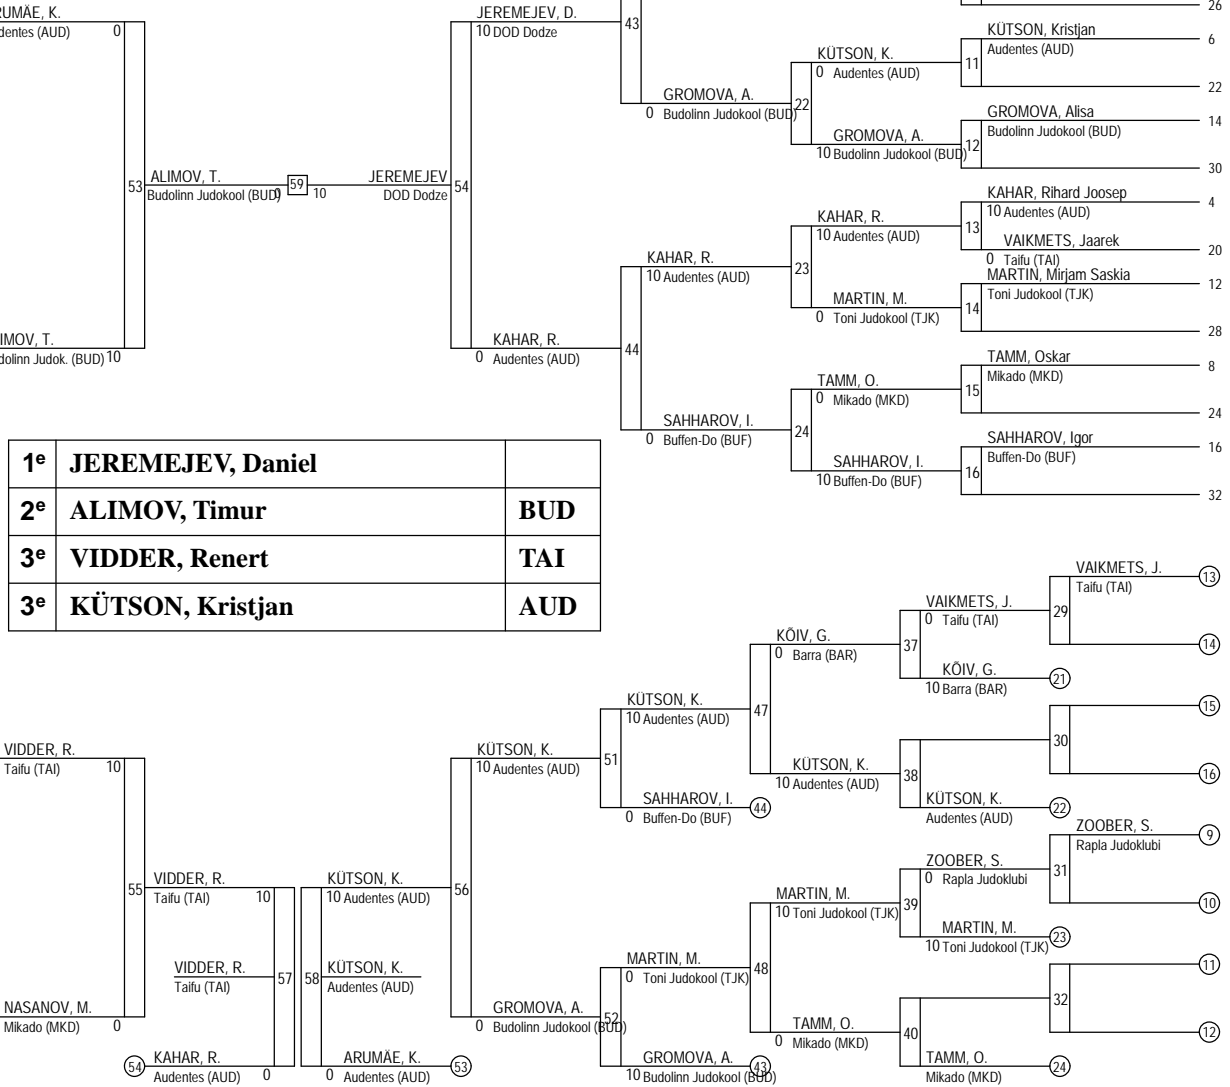 RUMÄE, K.
dentes (AUD) 0
JEREMEJEV, D.
10 DOD Dodze
43
26
KÜTSON, Kristjan
6
Audentes (AUD)
11
22
KÜTSON, K.
0 Audentes (AUD)
22
GROMOVA, A.
0 Budolinn Judokool (BUD)
GROMOVA, Alisa
14
Budolinn Judokool (BUD)
12
30
GROMOVA, A.
10 Budolinn Judokool (BUD)
53
ALIMOV, T.
Budolinn Judokool (BUD) 0
59
10
JEREMEJEV
DOD Dodze
54
KAHAR, Rihard Joosep
4
10 Audentes (AUD)
13
VAIKMETS, Jaarek
20
0 Taifu (TAI)
KAHAR, R.
10 Audentes (AUD)
23
KAHAR, R.
10 Audentes (AUD)
MARTIN, Mirjam Saskia
12
Toni Judokool (TJK)
14
28
MARTIN, M.
0 Toni Judokool (TJK)
IMOV, T.
dolinn Judok. (BUD) 10
KAHAR, R.
0 Audentes (AUD)
44
TAMM, Oskar
8
Mikado (MKD)
15
24
TAMM, O.
0 Mikado (MKD)
24
SAHHAROV, I.
0 Buffen-Do (BUF)
SAHHAROV, Igor
16
Buffen-Do (BUF)
16
32
SAHHAROV, I.
10 Buffen-Do (BUF)
1e JEREMEJEV, Daniel
2e ALIMOV, Timur BUD
3e VIDDER, Renert TAI
3e KÜTSON, Kristjan AUD
VAIKMETS, J.
13
Taifu (TAI)
29
14
VAIKMETS, J.
0 Taifu (TAI)
37
KÕIV, G.
21
10 Barra (BAR)
KÕIV, G.
0 Barra (BAR)
47
KÜTSON, K.
10 Audentes (AUD)
15
30
16
KÜTSON, K.
10 Audentes (AUD)
38
KÜTSON, K.
22
Audentes (AUD)
51
SAHHAROV, I.
44
0 Buffen-Do (BUF)
VIDDER, R.
Taifu (TAI) 10
KÜTSON, K.
10 Audentes (AUD)
ZOOBER, S.
9
Rapla Judoklubi
31
10
ZOOBER, S.
0 Rapla Judoklubi
39
MARTIN, M.
23
10 Toni Judokool (TJK)
MARTIN, M.
10 Toni Judokool (TJK)
55
VIDDER, R.
Taifu (TAI) 10
KÜTSON, K.
10 Audentes (AUD)
56
48
MARTIN, M.
0 Toni Judokool (TJK)
11
32
12
VIDDER, R.
Taifu (TAI)
57
58
KÜTSON, K.
Audentes (AUD)
NASANOV, M.
Mikado (MKD) 0
GROMOVA, A.
0 Budolinn Judokool (BUD)
52
TAMM, O.
0 Mikado (MKD)
40
TAMM, O.
24
Mikado (MKD)
54
KAHAR, R.
Audentes (AUD) 0
ARUMÄE, K.
53
0 Audentes (AUD)
GROMOVA, A.
43
10 Budolinn Judokool (BUD)